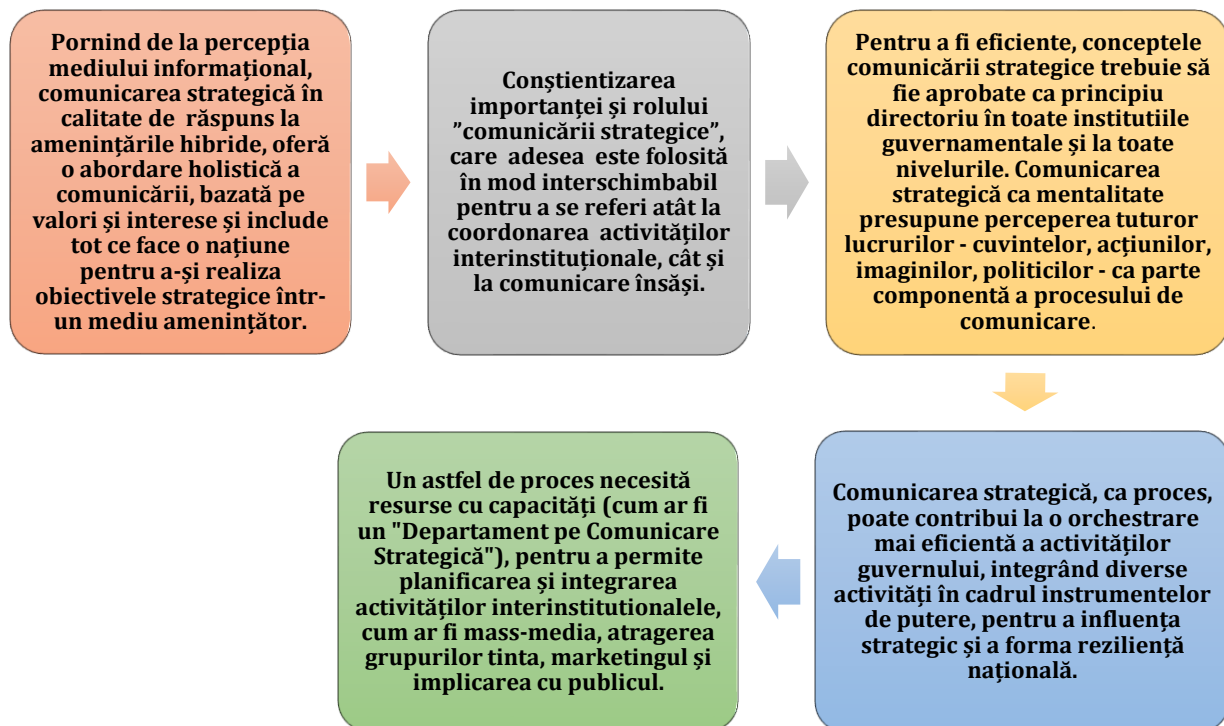 Pornind de la percepția
mediului informațional,
comunicarea strategică în
calitate de răspuns la
amenințările hibride, oferă
o abordare holistică a
comunicării, bazată pe
valori și interese și include
tot ce face o națiune
pentru a-și realiza
obiectivele strategice într-
un mediu amenințător.
Conștientizarea
importanței și rolului
”comunicării strategice”,
care adesea este folosită
în mod interschimbabil
pentru a se referi atât la
coordonarea activităților
interinstituționale, cât și
la comunicare însăși.
Pentru a fi eficiente, conceptele
comunicării strategice trebuie să
fie aprobate ca principiu
directoriu în toate institutiile
guvernamentale și la toate
nivelurile. Comunicarea
strategică ca mentalitate
presupune perceperea tuturor
lucrurilor - cuvintelor, acțiunilor,
imaginilor, politicilor - ca parte
componentă a procesului de
comunicare.
Comunicarea strategică, ca proces,
poate contribui la o orchestrare
mai eficientă a activităților
guvernului, integrând diverse
activități în cadrul instrumentelor
de putere, pentru a influența
strategic și a forma reziliență
națională.
Un astfel de proces necesită
resurse cu capacități (cum ar fi
un "Departament pe Comunicare
Strategică"), pentru a permite
planificarea și integrarea
activităților interinstitutionalele,
cum ar fi mass-media, atragerea
grupurilor tinta, marketingul și
implicarea cu publicul.